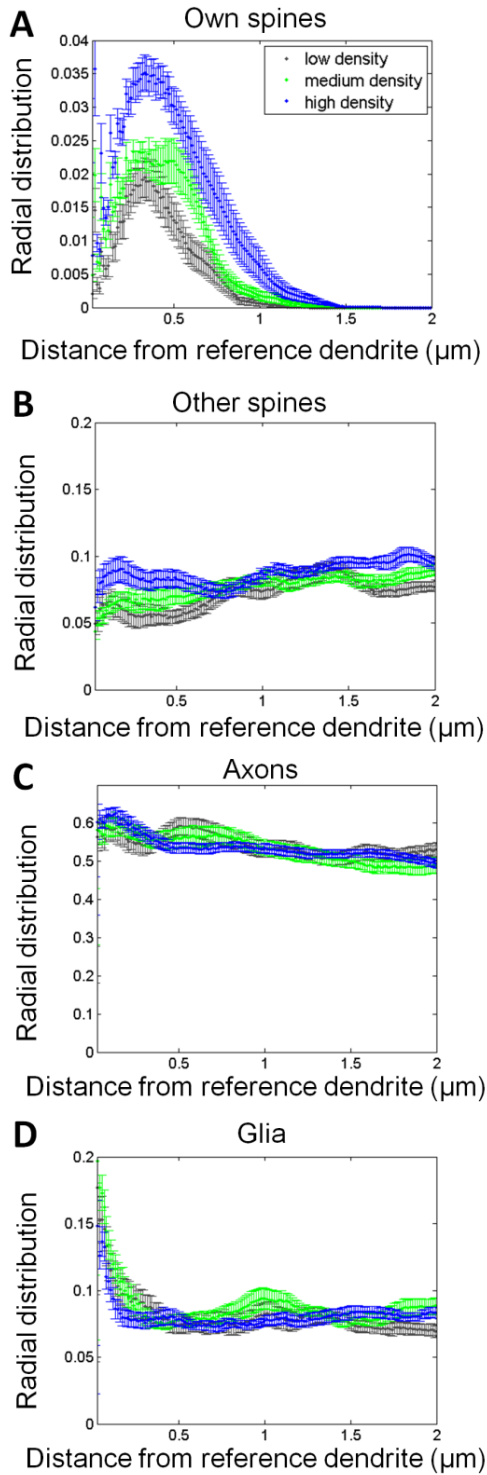 A
Own spines
low density
medium density
high density
0.04
0.035
0.03
0.025
0.02
0.015
0.01
0.005
0
0.5
1
1.5
2
Radial distribution
Distance from reference dendrite (μm)
B
Other spines
0.2
0.15
0.1
0.05
0
0.5
1
1.5
2
Radial distribution
Distance from reference dendrite (μm)
C
Axons
0.6
0.5
0.4
0.3
0.2
0.1
0
0.5
1
1.5
2
Radial distribution
Distance from reference dendrite (μm)
D
Glia
0.2
0.15
0.1
0.05
0
0.5
1
1.5
2
Radial distribution
Distance from reference dendrite (μm)